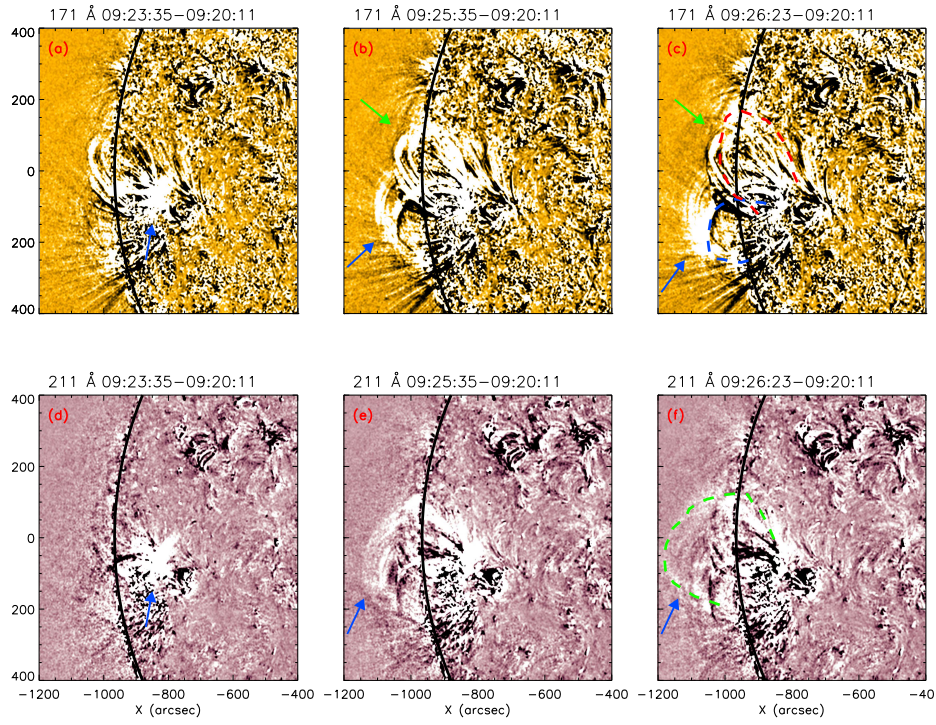 171 Å 09:23:35−09:20:11
171 Å 09:25:35−09:20:11
171 Å 09:26:23−09:20:11
(a)
(b)
(c)
400
200
0
200
400
211 Å 09:23:35−09:20:11
211 Å 09:25:35−09:20:11
211 Å 09:26:23−09:20:11
(d)
(e)
(f)
400
200
0
200
400
−1200 −1000 −800 −600 −400
−1200 −1000 −800 −600 −400
−1200 −1000 −800 −600 −400
X (arcsec)
X (arcsec)
X (arcsec)